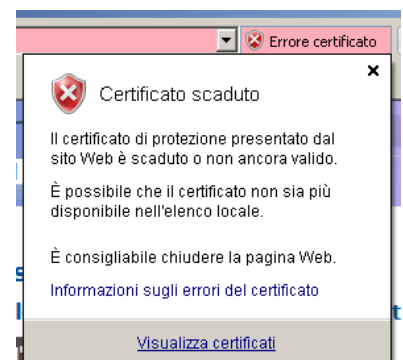 Errore certificato
Certificato scaduto
Il certificato di protezione presentato dal
sito Web è scaduto o non ancora valido.
È possibile che il certificato non sia più
disponibile nell'elenco locale.
È consigliabile chiudere la pagina Web.
Informazioni sugli errori del certificato
Visualizza certificati